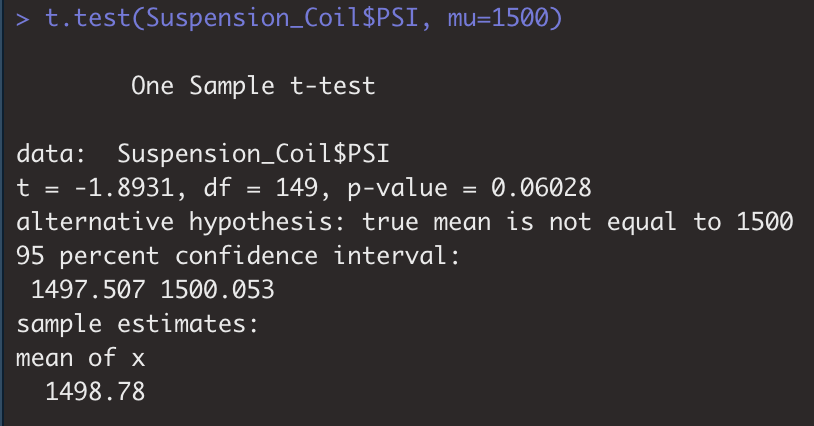 > t.test(Suspension_Coil$PSI, mu=1500)
One Sample t-test
data:  Suspension_Coil$PSI
t = -1.8931, df = 149, p-value = 0.06028
alternative hypothesis: true mean is not equal to 1500
95 percent confidence interval:
1497.507 1500.053
sample estimates:
mean of x
1498.78